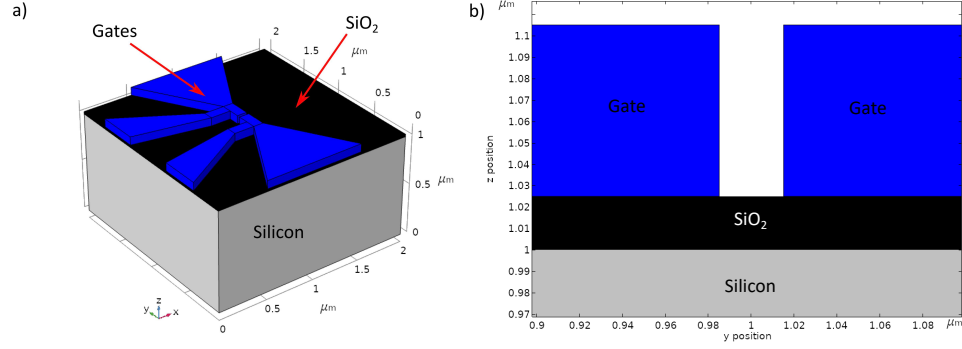 a)
Gates
SiO₂
2
1.5
μm
1
0.5
0
1
0.5
μm
0
Silicon
2
1.5
1
μm
0.5
0
z
y
x
b)
μm
1.1
1.09
1.08
1.07
1.06
1.05
1.04
1.03
1.02
1.01
1
0.99
0.98
0.97
z position
Gate
Gate
SiO₂
Silicon
0.9
0.92
0.94
0.96
0.98
1
1.02
1.04
1.06
1.08
μm
y position